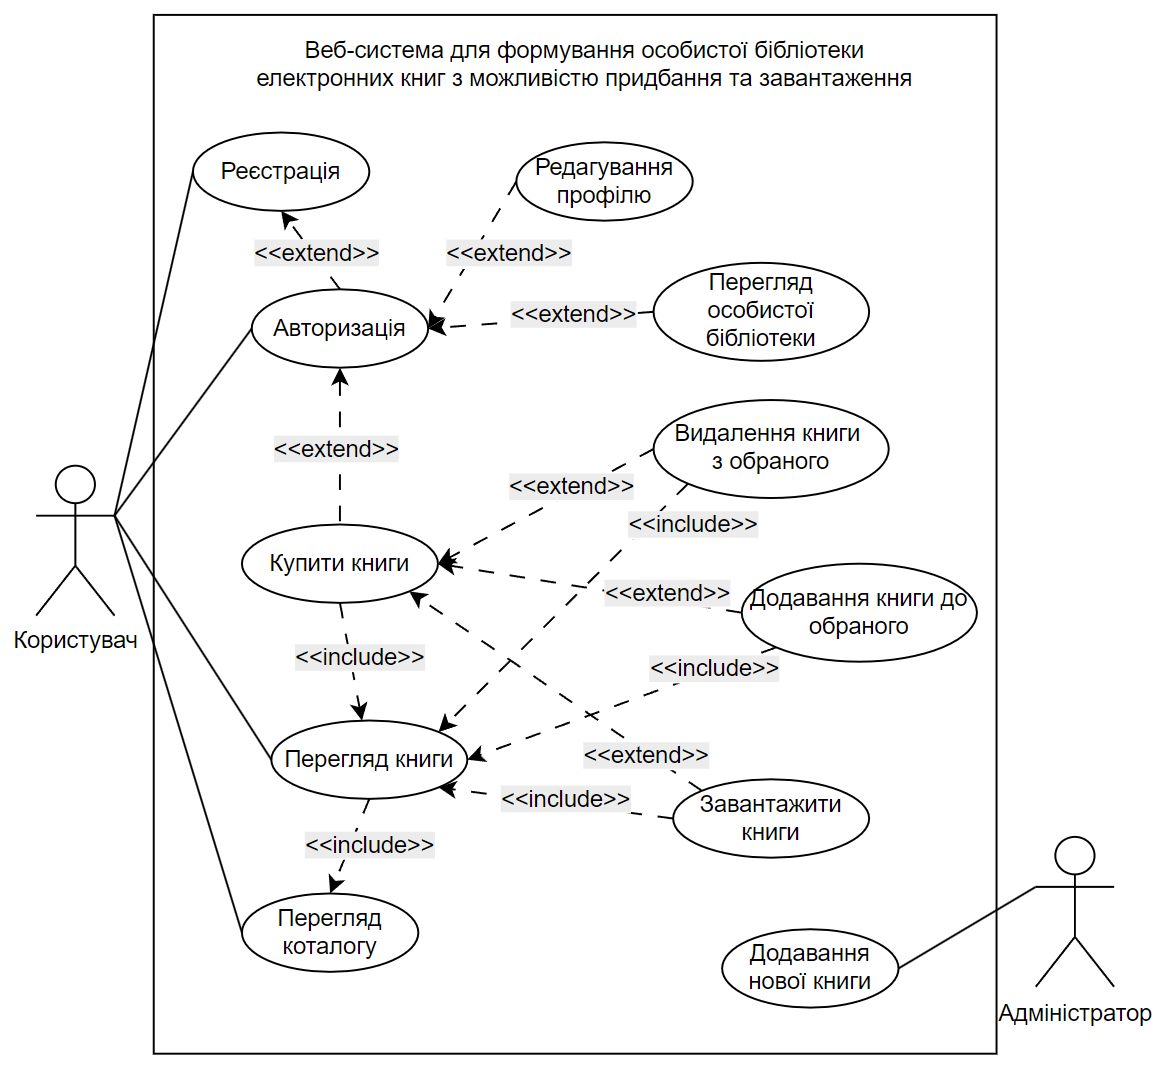 Веб-система для формування особистої бібліотеки
електронних книг з можливістю придбання та завантаження
Реєстрація
Редагування
профілю
<<extend>>
<<extend>>
Перегляд
особистої
бібліотеки
<<extend>>
Авторизація
Видалення книги
з обраного
<<extend>>
<<extend>>
<<include>>
Купити книги
<<extend>>
Додавання книги до
обраного
Користувач
<<include>>
<<include>>
Перегляд книги
<<extend>>
<<include>>
Завантажити
книги
<<include>>
Перегляд
коталогу
Додавання
нової книги
Адміністратор